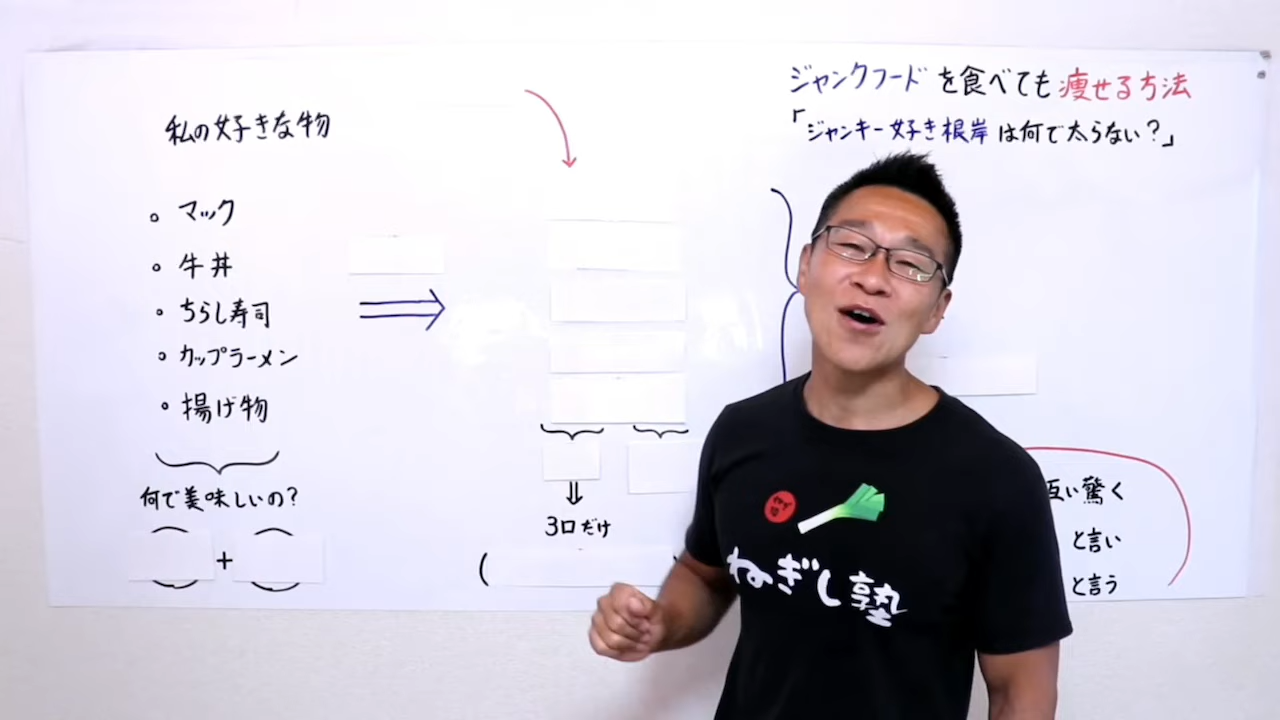 私の好きな物
• マック
• 牛丼
• ちらし寿司
• カップラーメン
• 揚げ物
何で美味しいの?
+
3口だけ
(
ジャンクフードを食べても痩せる方法
「ジャンキー好き根岸は何で太らない?」
い驚く
と言い
と言う
ねぎし塾